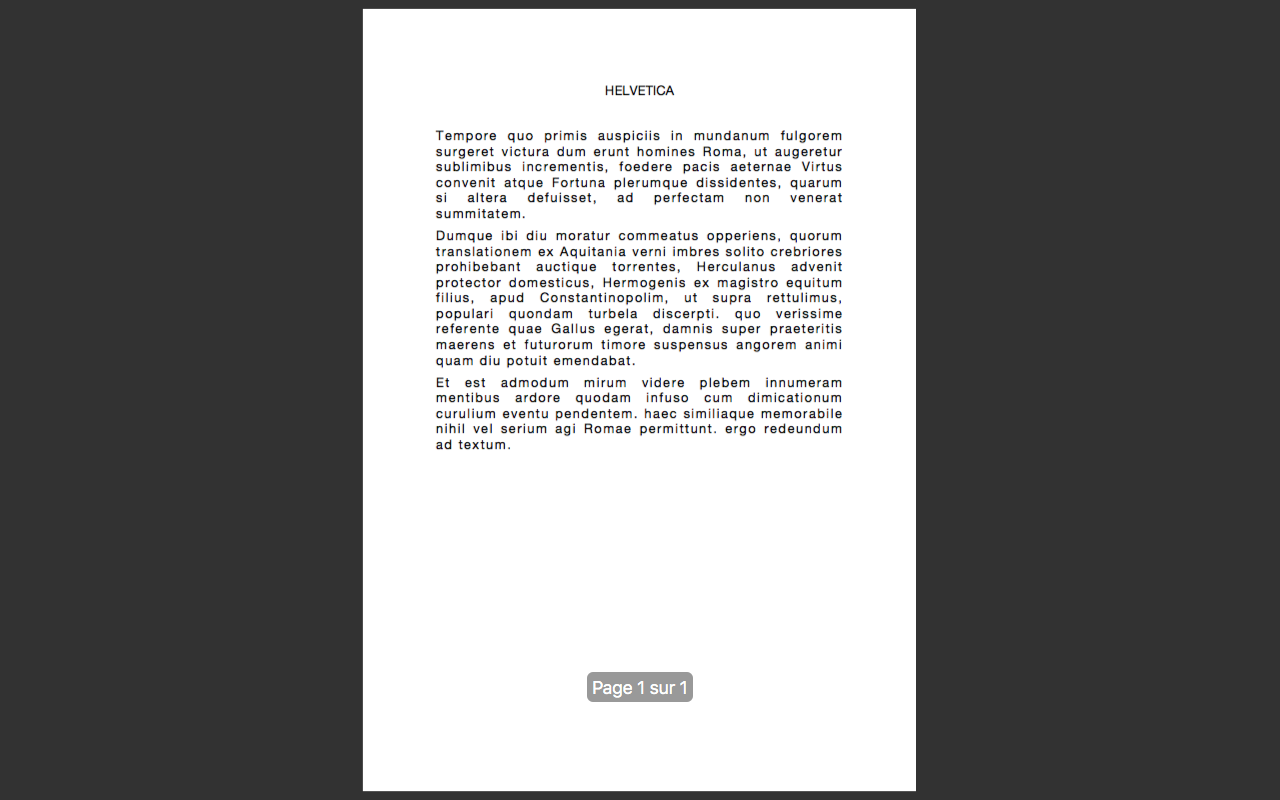 HELVETICA
Tempore quo primis auspiciis in mundanum fulgorem
surgeret victura dum erunt homines Roma, ut augeretur
sublimibus incrementis, foedere pacis aeternae Virtus
convenit atque Fortuna plerumque dissidentes, quarum
si altera defuisset, ad perfectam non venerat
summitatem.
Dumque ibi diu moratur commeatus opperiens, quorum
translationem ex Aquitania verni imbres solito crebriores
prohibebant auctique torrentes, Herculanus advenit
protector domesticus, Hermogenis ex magistro equitum
filius, apud Constantinopolim, ut supra rettulimus,
populari quondam turbela discerpti. quo verissime
referente quae Gallus egerat, damnis super praeteritis
maerens et futurorum timore suspensus angorem animi
quam diu potuit emendabat.
Et est admodum mirum videre plebem innumeram
mentibus ardore quodam infuso cum dimicationum
curulium eventu pendentem. haec similiaque memorabile
nihil vel serium agi Romae permittunt. ergo redeundum
ad textum.
Page 1 sur 1